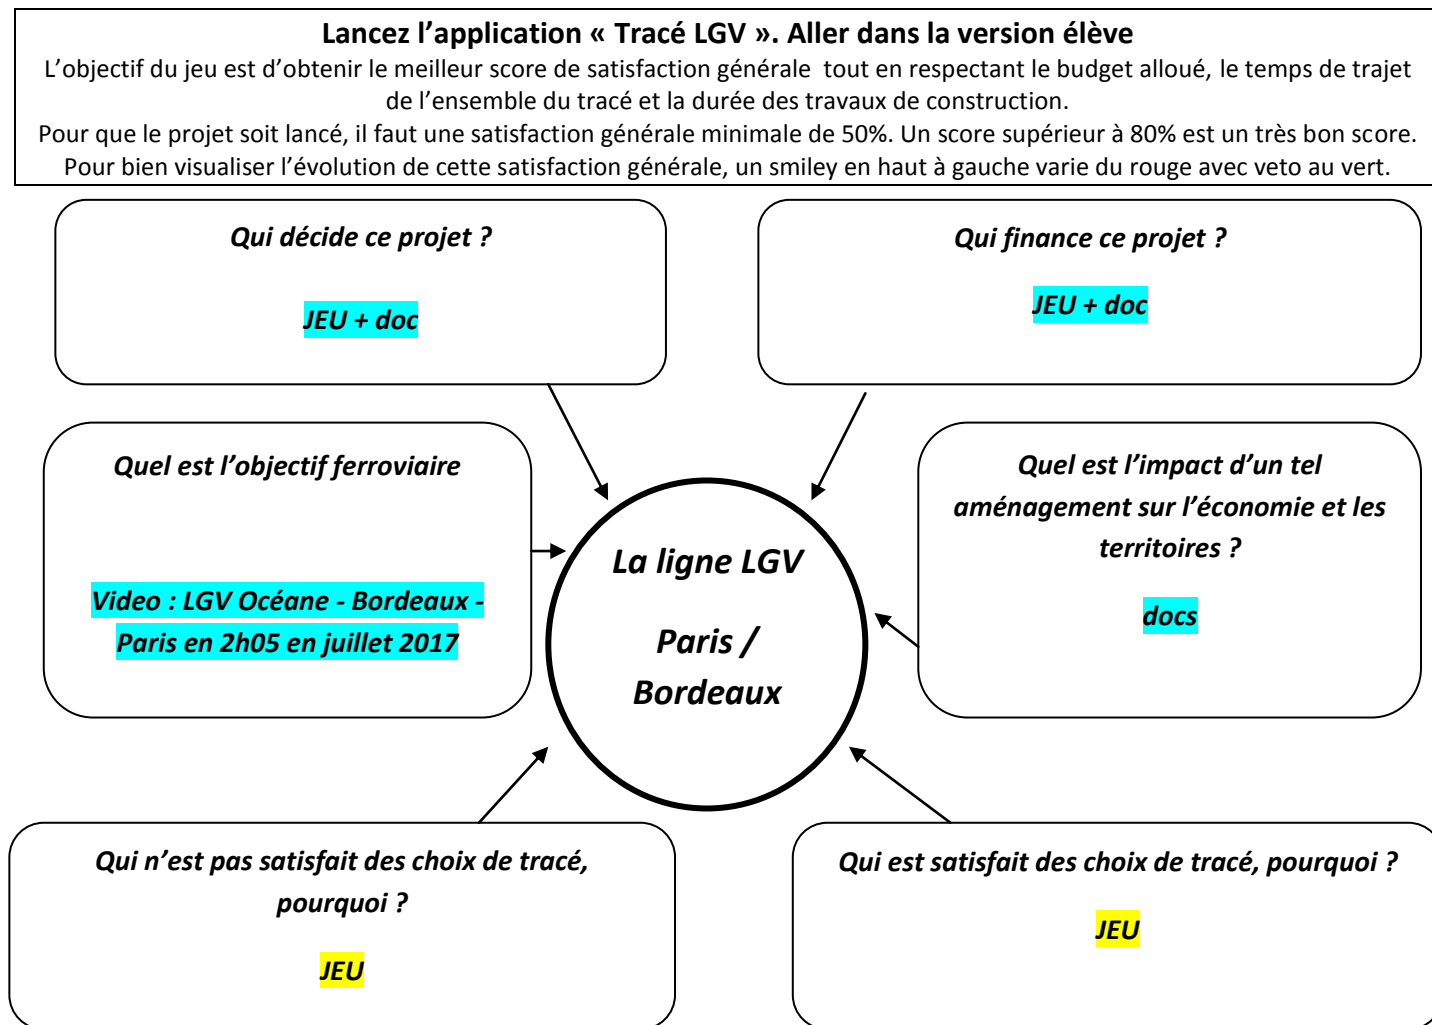 Lancez l’application « Tracé LGV ». Aller dans la version élève
L’objectif du jeu est d’obtenir le meilleur score de satisfaction générale  tout en respectant le budget alloué, le temps de trajet
de l’ensemble du tracé et la durée des travaux de construction.
Pour que le projet soit lancé, il faut une satisfaction générale minimale de 50%. Un score supérieur à 80% est un très bon score.
Pour bien visualiser l’évolution de cette satisfaction générale, un smiley en haut à gauche varie du rouge avec veto au vert.
Qui décide ce projet ?
JEU + doc
Qui finance ce projet ?
JEU + doc
Quel est l’objectif ferroviaire
Video : LGV Océane - Bordeaux -
Paris en 2h05 en juillet 2017
Quel est l’impact d’un tel
aménagement sur l’économie et les
territoires ?
docs
La ligne LGV
Paris /
Bordeaux
Qui n’est pas satisfait des choix de tracé,
pourquoi ?
JEU
Qui est satisfait des choix de tracé, pourquoi ?
JEU